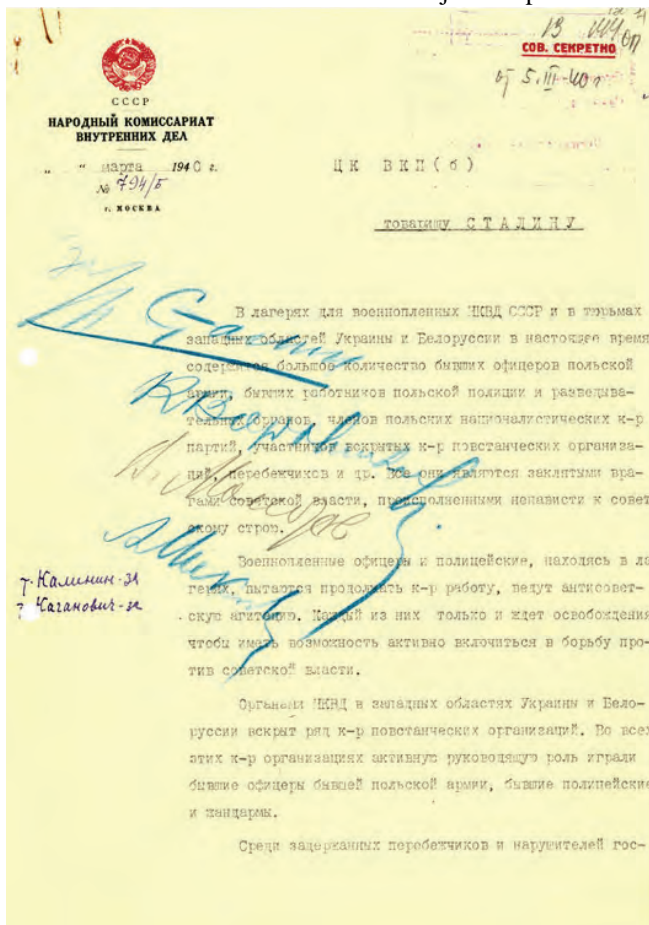 13
ОП
СОВ. СЕКРЕТНО
от 5.III-40 г
СССР
НАРОДНЫЙ КОМИССАРИАТ
ВНУТРЕННИХ ДЕЛ
" " марта 1940 г.
№ 794/Б
г. МОСКВА
ЦК ВКП(б)
товарищу СТАЛИНУ
За
И. Сталин
К. Ворошилов
В. Молотов
А. Микоян
В лагерях для военнопленных НКВД СССР и в тюрьмах
западных областей Украины и Белоруссии в настоящее время
содержится большое количество бывших офицеров польской
армии, бывших работников польской полиции и разведыва-
тельных органов, членов польских националистических к-р
партий, участников вскрытых к-р повстанческих организа-
ций, перебежчиков и др. Все они являются заклятыми вра-
гами советской власти, преисполненными ненависти к совет
скому строю.
Военнопленные офицеры и полицейские, находясь в ла
герях, пытаются продолжать к-р работу, ведут антисовет-
скую агитацию. Каждый из них только и ждет освобождения
чтобы иметь возможность активно включиться в борьбу про-
тив советской власти.
т. Калинин - за
т. Каганович - за
Органами НКВД в западных областях Украины и Бело-
руссии вскрыт ряд к-р повстанческих организаций. Во всех
этих к-р организациях активную руководящую роль играли
бывшие офицеры бывшей польской армии, бывшие полицейские
и жандармы.
Среди задержанных перебежчиков и нарушителей гос-